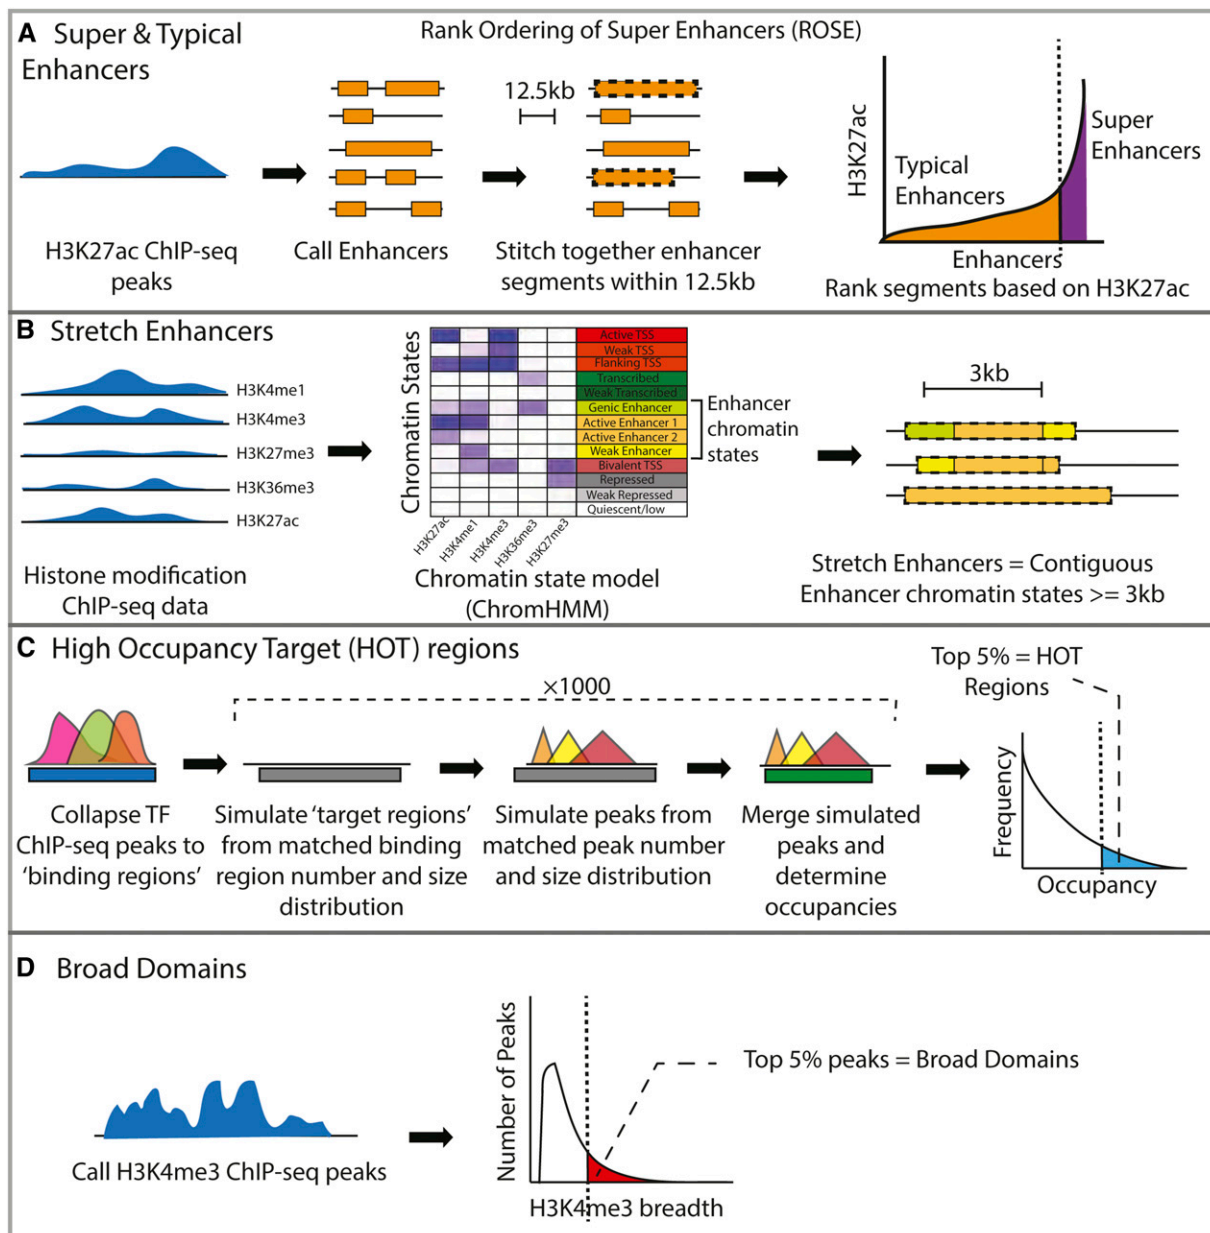 A Super & Typical
Enhancers
Rank Ordering of Super Enhancers (ROSE)
12.5kb
H3K27ac ChIP-seq
peaks
Call Enhancers
Stitch together enhancer
segments within 12.5kb
H3K27ac
Typical
Enhancers
Super
Enhancers
Enhancers
Rank segments based on H3K27ac
B Stretch Enhancers
H3K4me1
H3K4me3
H3K27me3
H3K36me3
H3K27ac
Histone modification
ChIP-seq data
Chromatin States
Active TSS
Weak TSS
Flanking TSS
Transcribed
Weak Transcribed
Genic Enhancer
Active Enhancer 1
Active Enhancer 2
Weak Enhancer
Bivalent TSS
Repressed
Weak Repressed
Quiescent/low
Enhancer
chromatin
states
H3K27ac
H3K4me1
H3K4me3
H3K36me3
H3K27me3
Chromatin state model
(ChromHMM)
3kb
Stretch Enhancers = Contiguous
Enhancer chromatin states >= 3kb
C High Occupancy Target (HOT) regions
×1000
Collapse TF
ChIP-seq peaks to
‘binding regions’
Simulate ‘target regions’
from matched binding
region number and size
distribution
Simulate peaks from
matched peak number
and size distribution
Merge simulated
peaks and
determine
occupancies
Top 5% = HOT
Regions
Frequency
Occupancy
D Broad Domains
Call H3K4me3 ChIP-seq peaks
Number of Peaks
H3K4me3 breadth
Top 5% peaks = Broad Domains